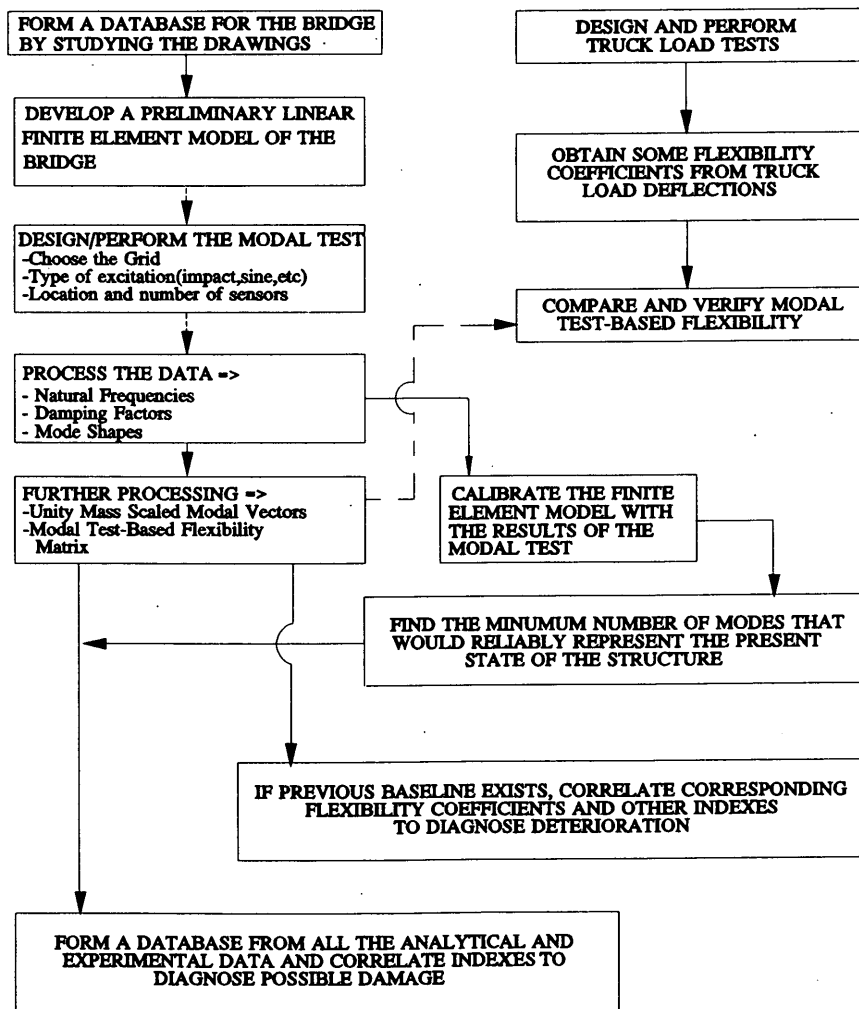 FORM A DATABASE FOR THE BRIDGE
BY STUDYING THE DRAWINGS
DEVELOP A PRELIMINARY LINEAR
FINITE ELEMENT MODEL OF THE
BRIDGE
DESIGN/PERFORM THE MODAL TEST
-Choose the Grid
-Type of excitation(impact,sine,etc)
-Location and number of sensors
PROCESS THE DATA =>
- Natural Frequencies
- Damping Factors
- Mode Shapes
FURTHER PROCESSING =>
-Unity Mass Scaled Modal Vectors
-Modal Test-Based Flexibility
Matrix
DESIGN AND PERFORM
TRUCK LOAD TESTS
OBTAIN SOME FLEXIBILITY
COEFFICIENTS FROM TRUCK
LOAD DEFLECTIONS
COMPARE AND VERIFY MODAL
TEST-BASED FLEXIBILITY
CALIBRATE THE FINITE
ELEMENT MODEL WITH
THE RESULTS OF THE
MODAL TEST
FIND THE MINUMUM NUMBER OF MODES THAT
WOULD RELIABLY REPRESENT THE PRESENT
STATE OF THE STRUCTURE
IF PREVIOUS BASELINE EXISTS, CORRELATE CORRESPONDING
FLEXIBILITY COEFFICIENTS AND OTHER INDEXES
TO DIAGNOSE DETERIORATION
FORM A DATABASE FROM ALL THE ANALYTICAL AND
EXPERIMENTAL DATA AND CORRELATE INDEXES TO
DIAGNOSE POSSIBLE DAMAGE